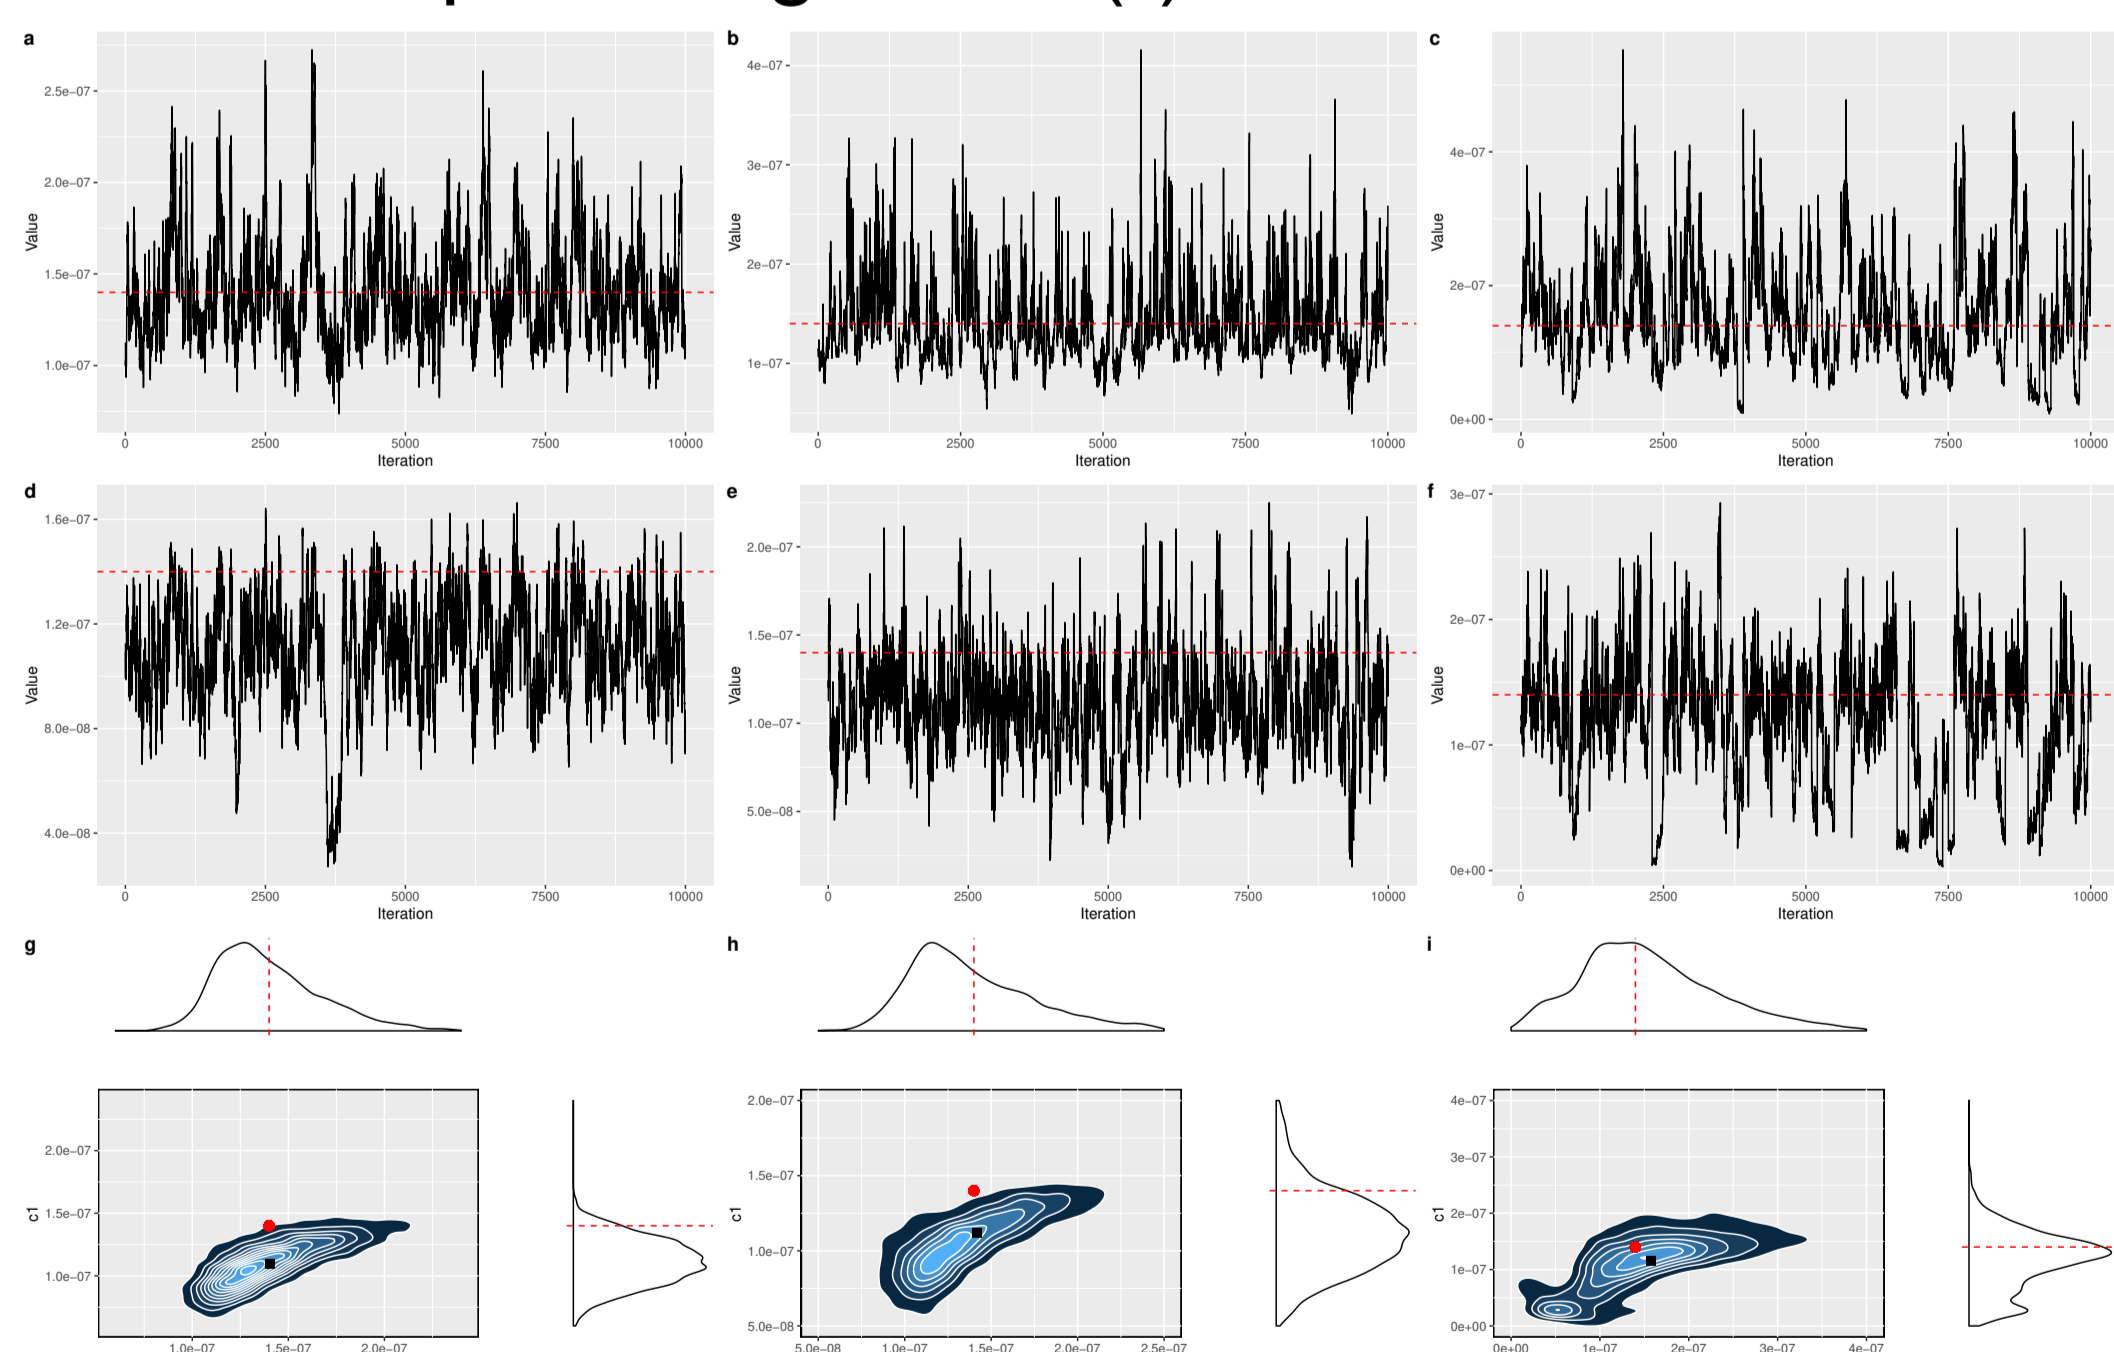 a
2.5e−07
2.0e−07
1.5e−07
1.0e−07
Value
0 2500 5000 7500 10000
Iteration
b
4e−07
3e−07
2e−07
1e−07
Value
0 2500 5000 7500 10000
Iteration
c
4e−07
2e−07
0e+00
Value
0 2500 5000 7500 10000
Iteration
d
1.6e−07
1.2e−07
8.0e−08
4.0e−08
Value
0 2500 5000 7500 10000
Iteration
e
2.0e−07
1.5e−07
1.0e−07
5.0e−08
Value
0 2500 5000 7500 10000
Iteration
f
3e−07
2e−07
1e−07
0e+00
Value
0 2500 5000 7500 10000
Iteration
g
2.0e−07
1.5e−07
1.0e−07
c1
1.0e−07 1.5e−07 2.0e−07
h
2.0e−07
1.5e−07
1.0e−07
5.0e−08
c1
5.0e−08 1.0e−07 1.5e−07 2.0e−07 2.5e−07
i
4e−07
3e−07
2e−07
1e−07
0e+00
c1
0e+00 1e−07 2e−07 3e−07 4e−07